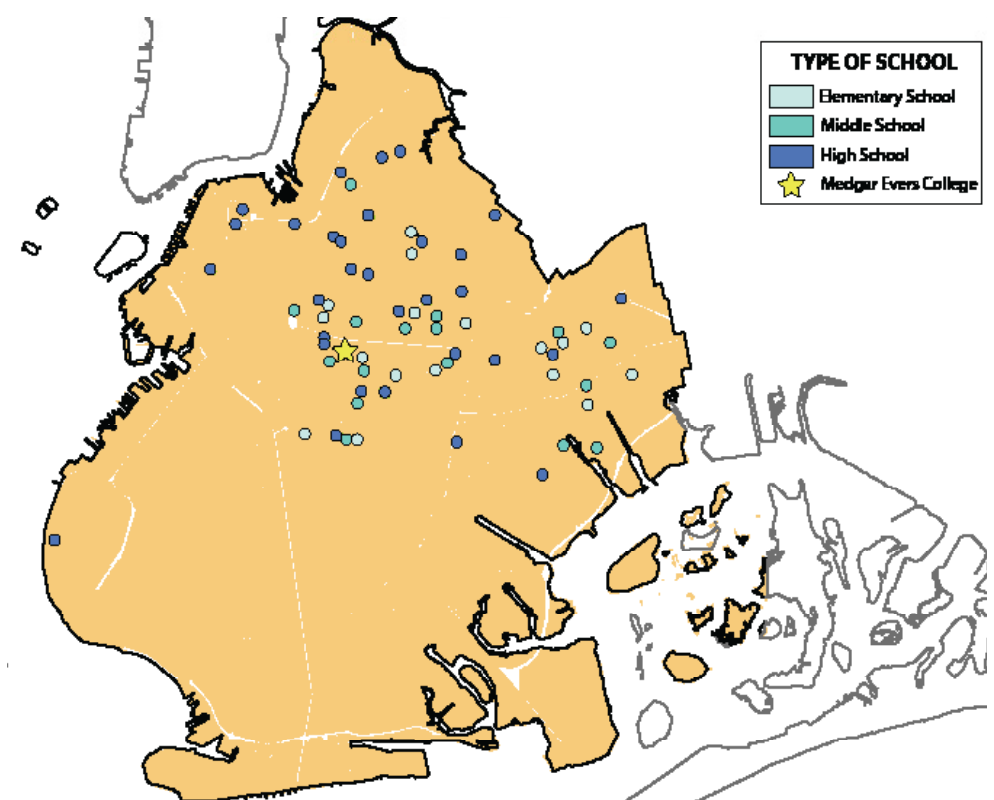 TYPE OF SCHOOL
Elementary School
Middle School
High School
Medgar Evers College